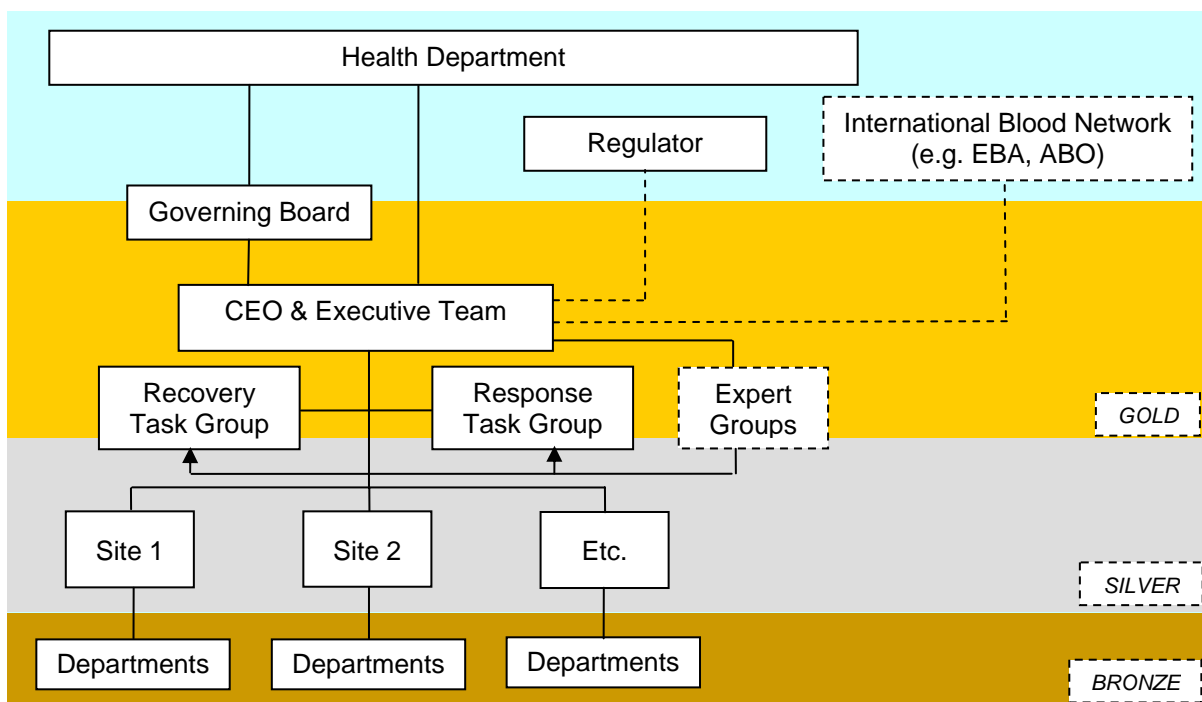 Health Department
International Blood Network
(e.g. EBA, ABO)
Regulator
Governing Board
CEO & Executive Team
Recovery
Task Group
Response
Task Group
Expert
Groups
GOLD
Site 1
Site 2
Etc.
SILVER
Departments
Departments
Departments
BRONZE